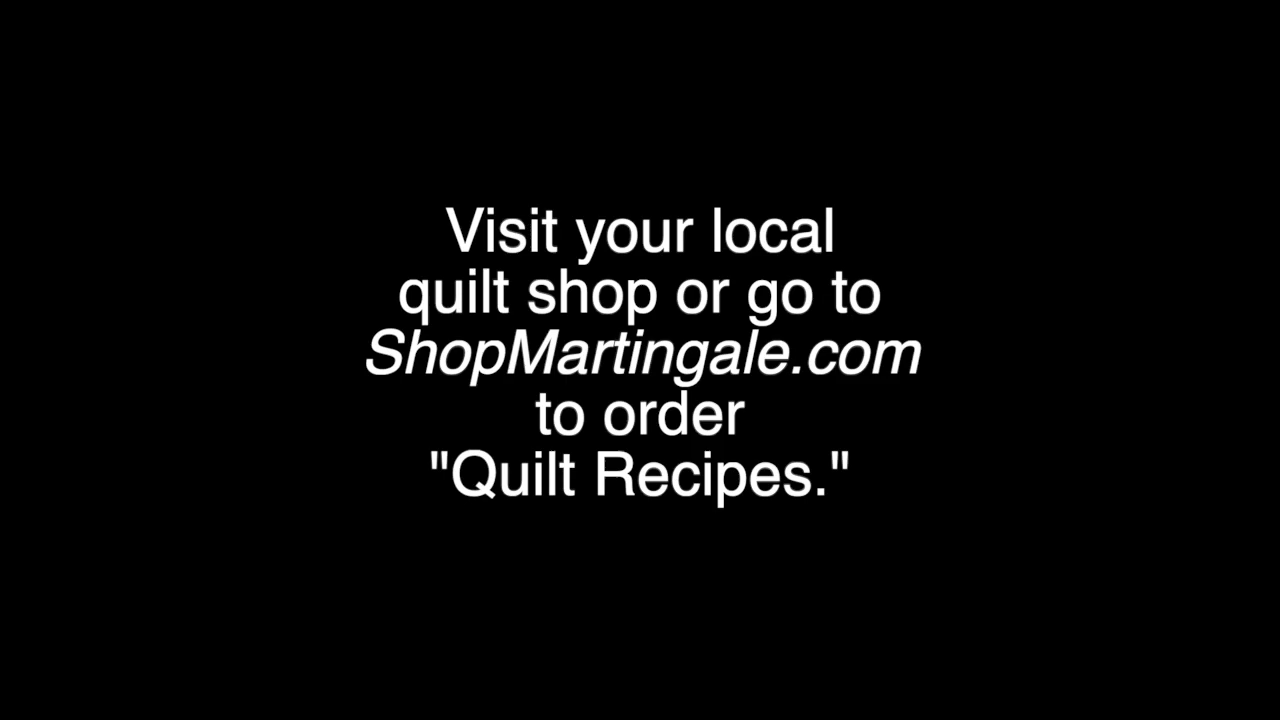 Visit your local
quilt shop or go to
ShopMartingale.com
to order
"Quilt Recipes."